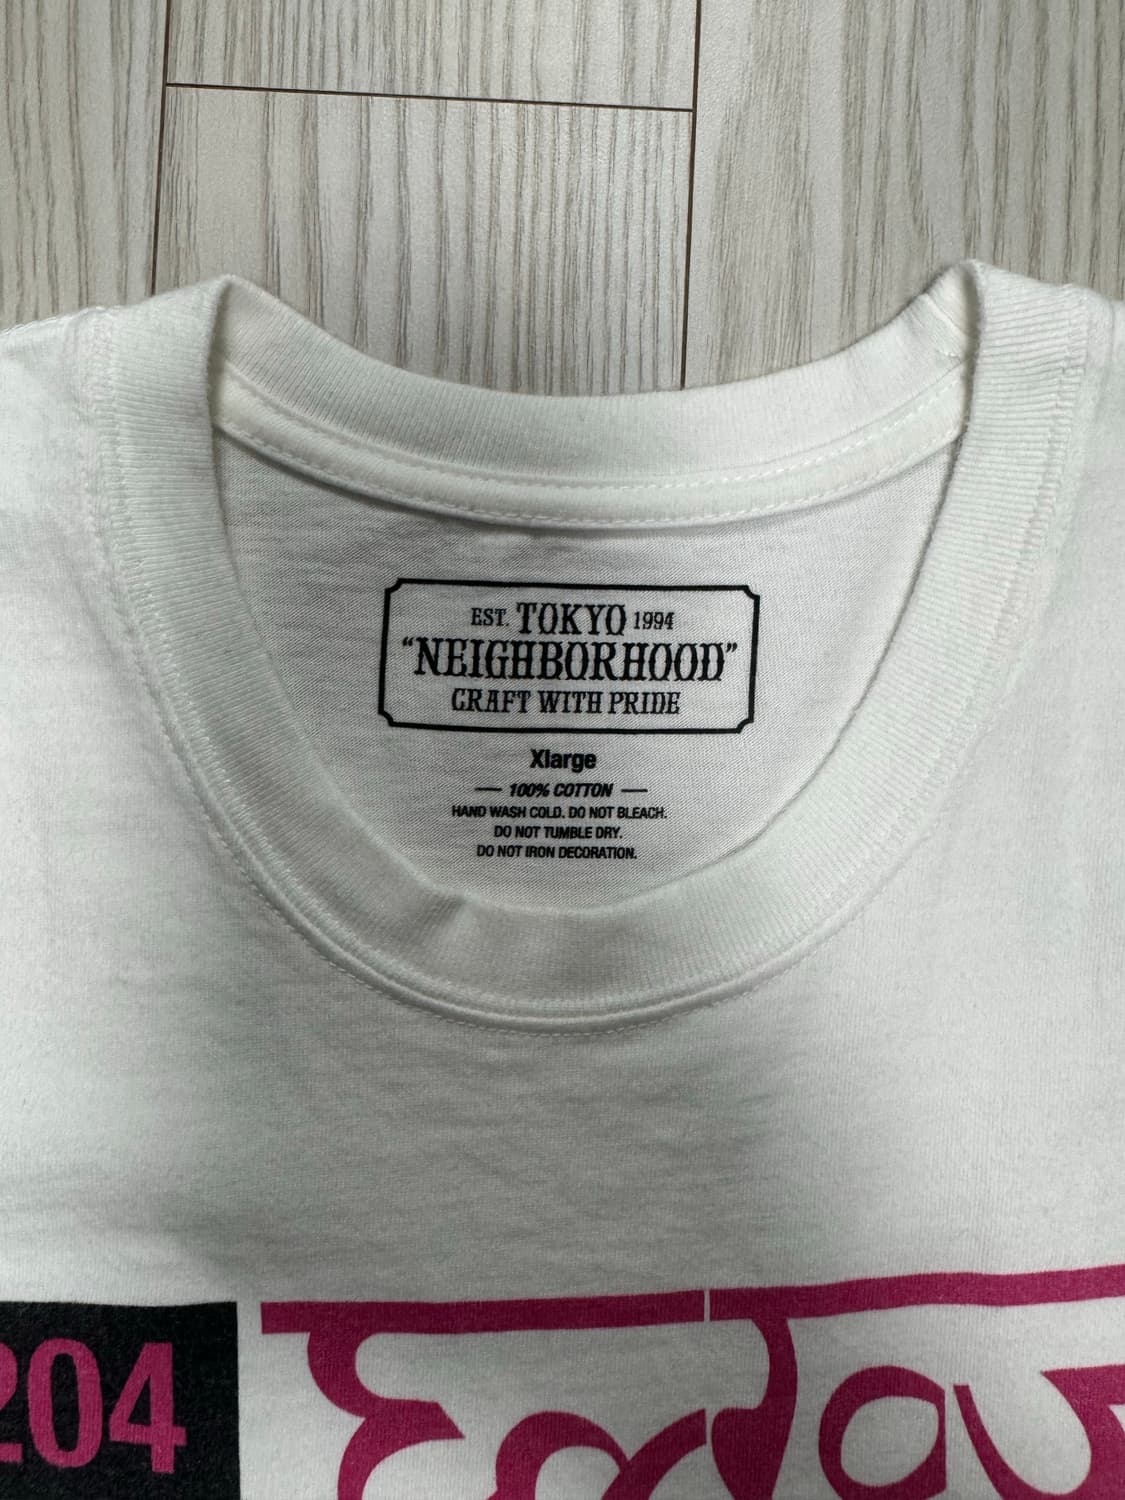 EST. TOKYO 1994
“NEIGHBORHOOD”
CRAFT WITH PRIDE
Xlarge
— 100% COTTON —
HAND WASH COLD. DO NOT BLEACH.
DO NOT TUMBLE DRY.
DO NOT IRON DECORATION.
204